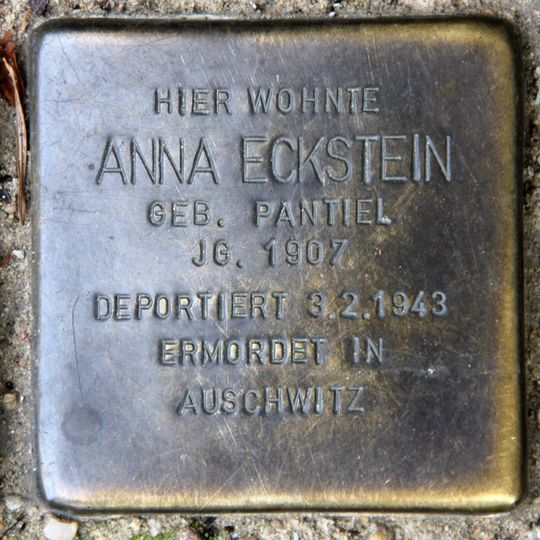 HIER WOHNTE
ANNA ECKSTEIN
GEB. PANTIEL
JG. 1907
DEPORTIERT 3.2.1943
ERMORDET IN
AUSCHWITZ